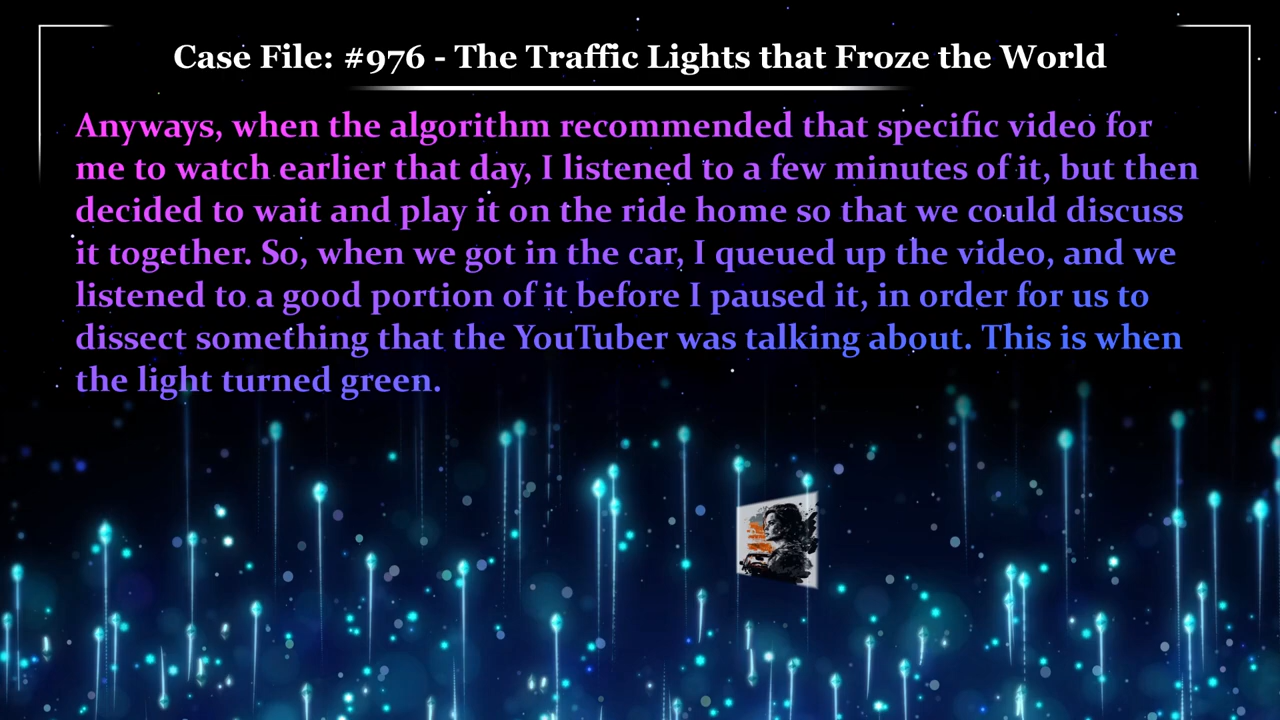 Case File: #976 - The Traffic Lights that Froze the World
Anyways, when the algorithm recommended that specific video for
me to watch earlier that day, I listened to a few minutes of it, but then
decided to wait and play it on the ride home so that we could discuss
it together. So, when we got in the car, I queued up the video, and we
listened to a good portion of it before I paused it, in order for us to
dissect something that the YouTuber was talking about. This is when
the light turned green.